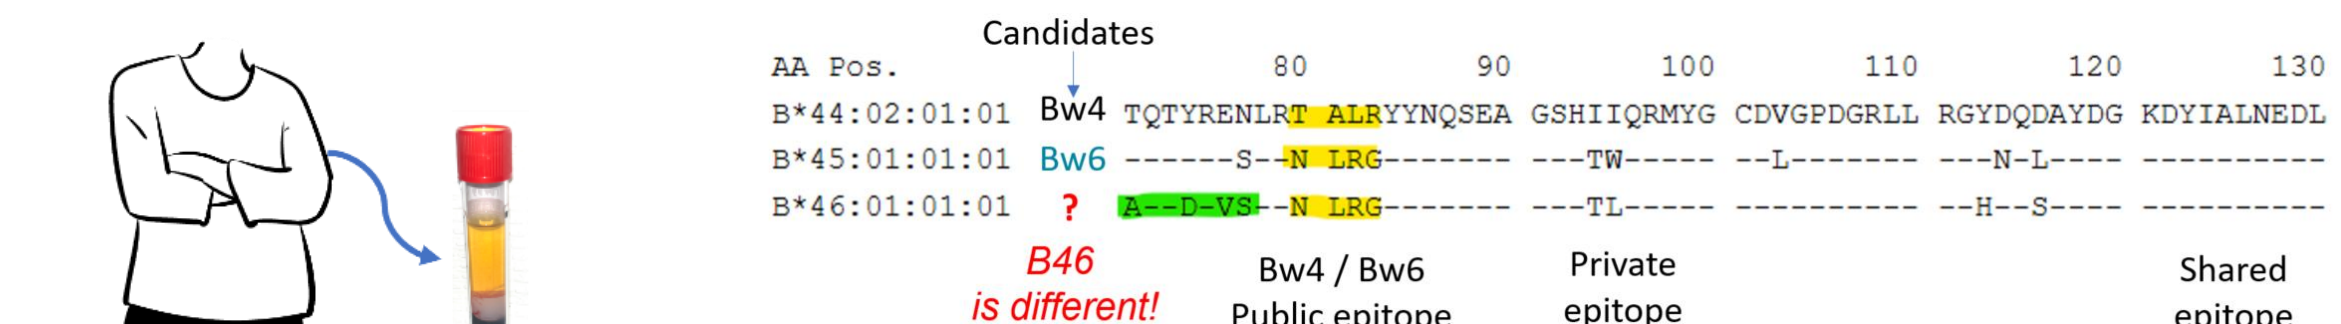 Candidates
AA Pos. 80 90 100 110 120 130
B*44:02:01:01 Bw4 TQTYRENLRT ALRYYNQSEA GSHIIQRMYG CDVGPDGRLL RGYDQDAYDG KDYIALNEDL
B*45:01:01:01 Bw6 ------S--N LRG------- ---TW----- --L------- ---N-L---- ----------
B*46:01:01:01 ? A--D-VS--N LRG------- ---TL----- ---------- --H--S---- ----------
B46
is different!
Bw4 / Bw6
Public epitope
Private
epitope
Shared
epitope